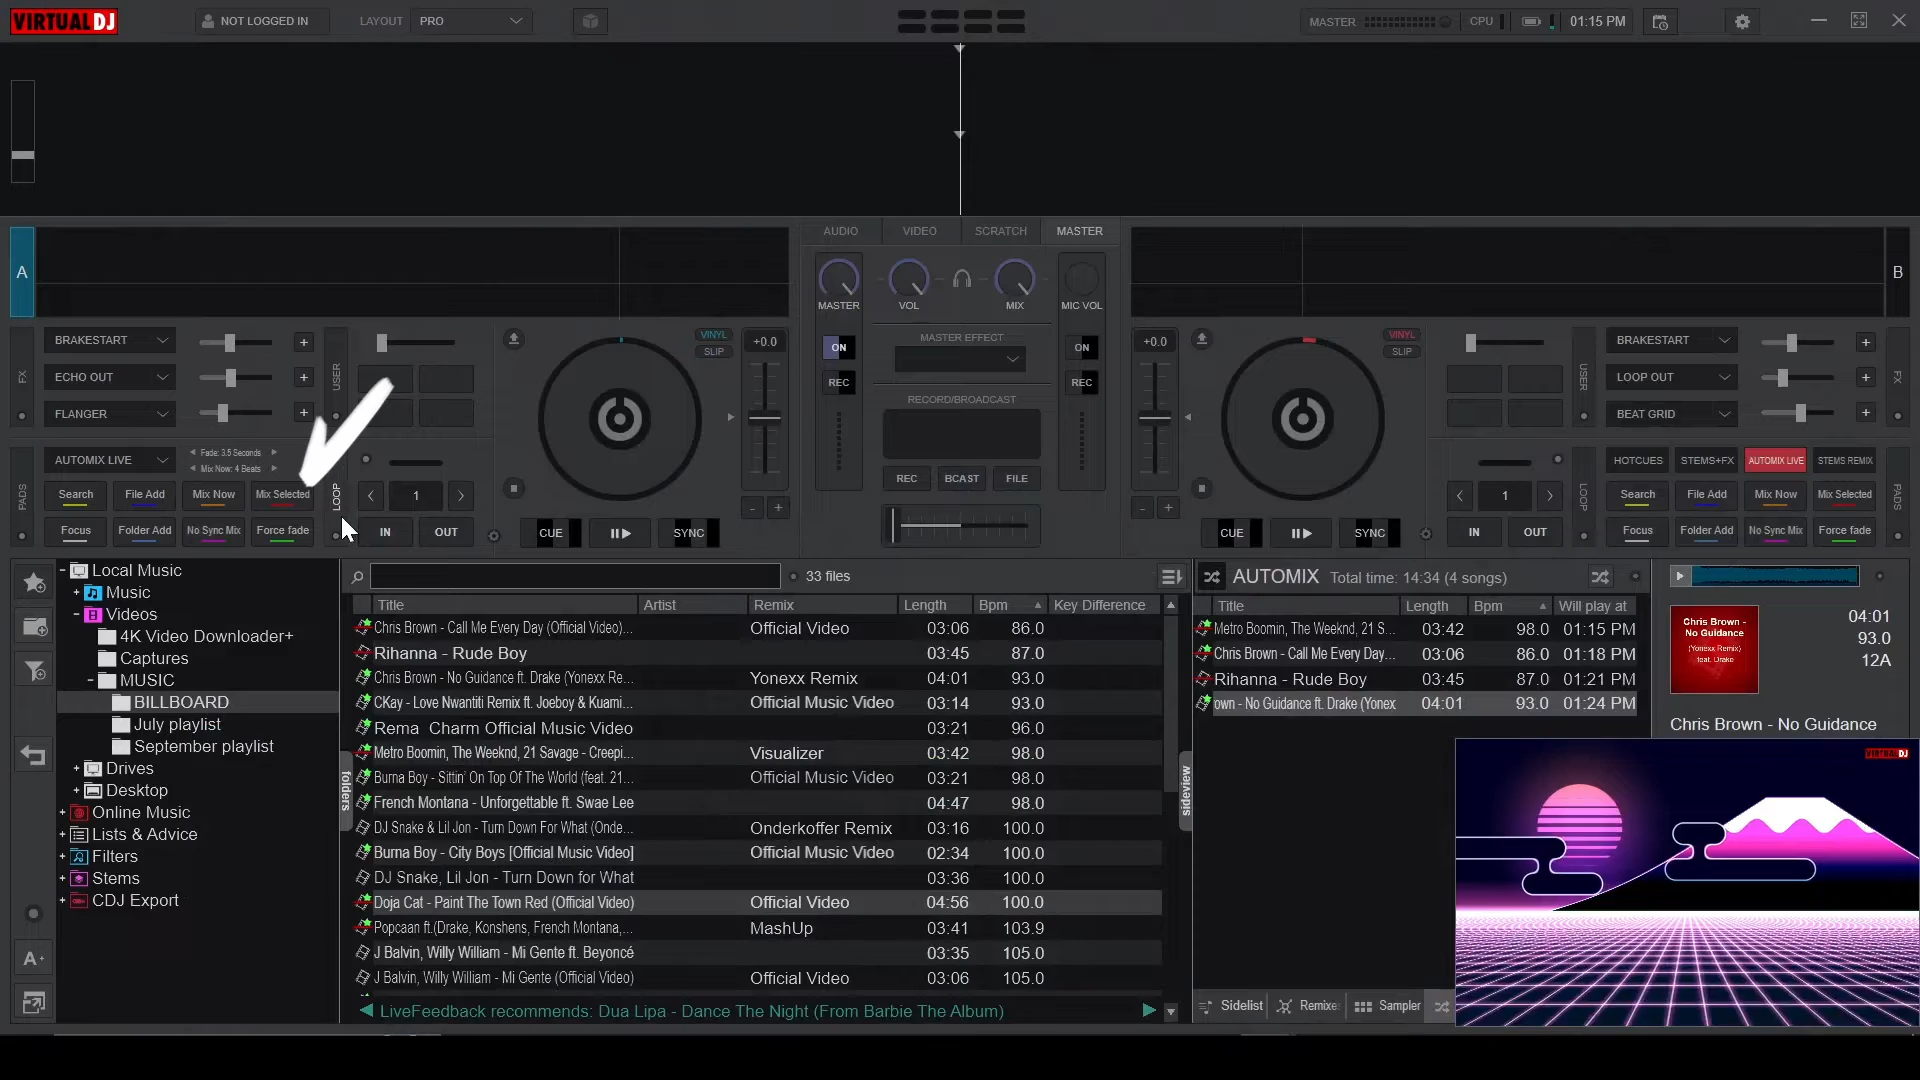 VIRTUAL DJ
NOT LOGGED IN
LAYOUT PRO
MASTER CPU 01:15 PM
A
AUDIO VIDEO SCRATCH MASTER
B
MASTER VOL MIX MIC VOL
MASTER EFFECT
ON ON
REC REC
RECORD/BROADCAST
REC BCAST FILE
FX
BRAKESTART
ECHO OUT
FLANGER
USER
VINYL
SLIP
+0.0
PADS
AUTOMIX LIVE
Fade: 3.5 Seconds
Mix Now: 4 Beats
Search File Add Mix Now Mix Selected
Focus Folder Add No Sync Mix Force fade
LOOP
1
IN OUT
CUE SYNC
- +
+0.0
VINYL
SLIP
USER
BRAKESTART
LOOP OUT
BEAT GRID
FX
HOTCUES STEMS+FX AUTOMIX LIVE STEMS REMIX
1
LOOP
Search File Add Mix Now Mix Selected
PADS
IN OUT
Focus Folder Add No Sync Mix Force fade
- +
CUE SYNC
Local Music
Music
Videos
4K Video Downloader+
Captures
MUSIC
BILLBOARD
July playlist
September playlist
Drives
Desktop
Online Music
Lists & Advice
Filters
Stems
CDJ Export
A+
folders
33 files
Title Artist Remix Length Bpm Key Difference
Chris Brown - Call Me Every Day (Official Video)... Official Video 03:06 86.0
Rihanna - Rude Boy 03:45 87.0
Chris Brown - No Guidance ft. Drake (Yonexx Re... Yonexx Remix 04:01 93.0
CKay - Love Nwantiti Remix ft. Joeboy & Kuami... Official Music Video 03:14 93.0
Rema Charm Official Music Video 03:21 96.0
Metro Boomin, The Weeknd, 21 Savage - Creepi... Visualizer 03:42 98.0
Burna Boy - Sittin' On Top Of The World (feat. 21... Official Music Video 03:21 98.0
French Montana - Unforgettable ft. Swae Lee 04:47 98.0
DJ Snake & Lil Jon - Turn Down For What (Onde... Onderkoffer Remix 03:16 100.0
Burna Boy - City Boys [Official Music Video] Official Music Video 02:34 100.0
DJ Snake, Lil Jon - Turn Down for What 03:36 100.0
Doja Cat - Paint The Town Red (Official Video) Official Video 04:56 100.0
Popcaan ft.(Drake, Konshens, French Montana,... MashUp 03:41 103.9
J Balvin, Willy William - Mi Gente ft. Beyoncé 03:35 105.0
J Balvin, Willy William - Mi Gente (Official Video) Official Video 03:06 105.0
LiveFeedback recommends: Dua Lipa - Dance The Night (From Barbie The Album)
sideview
AUTOMIX Total time: 14:34 (4 songs)
Title Length Bpm Will play at
Metro Boomin, The Weeknd, 21 S... 03:42 98.0 01:15 PM
Chris Brown - Call Me Every Day... 03:06 86.0 01:18 PM
Rihanna - Rude Boy 03:45 87.0 01:21 PM
own - No Guidance ft. Drake (Yonex 04:01 93.0 01:24 PM
Sidelist Remixe Sampler
Chris Brown -
No Guidance
(Yonexx Remix)
feat. Drake
04:01
93.0
12A
Chris Brown - No Guidance
VIRTUAL DJ